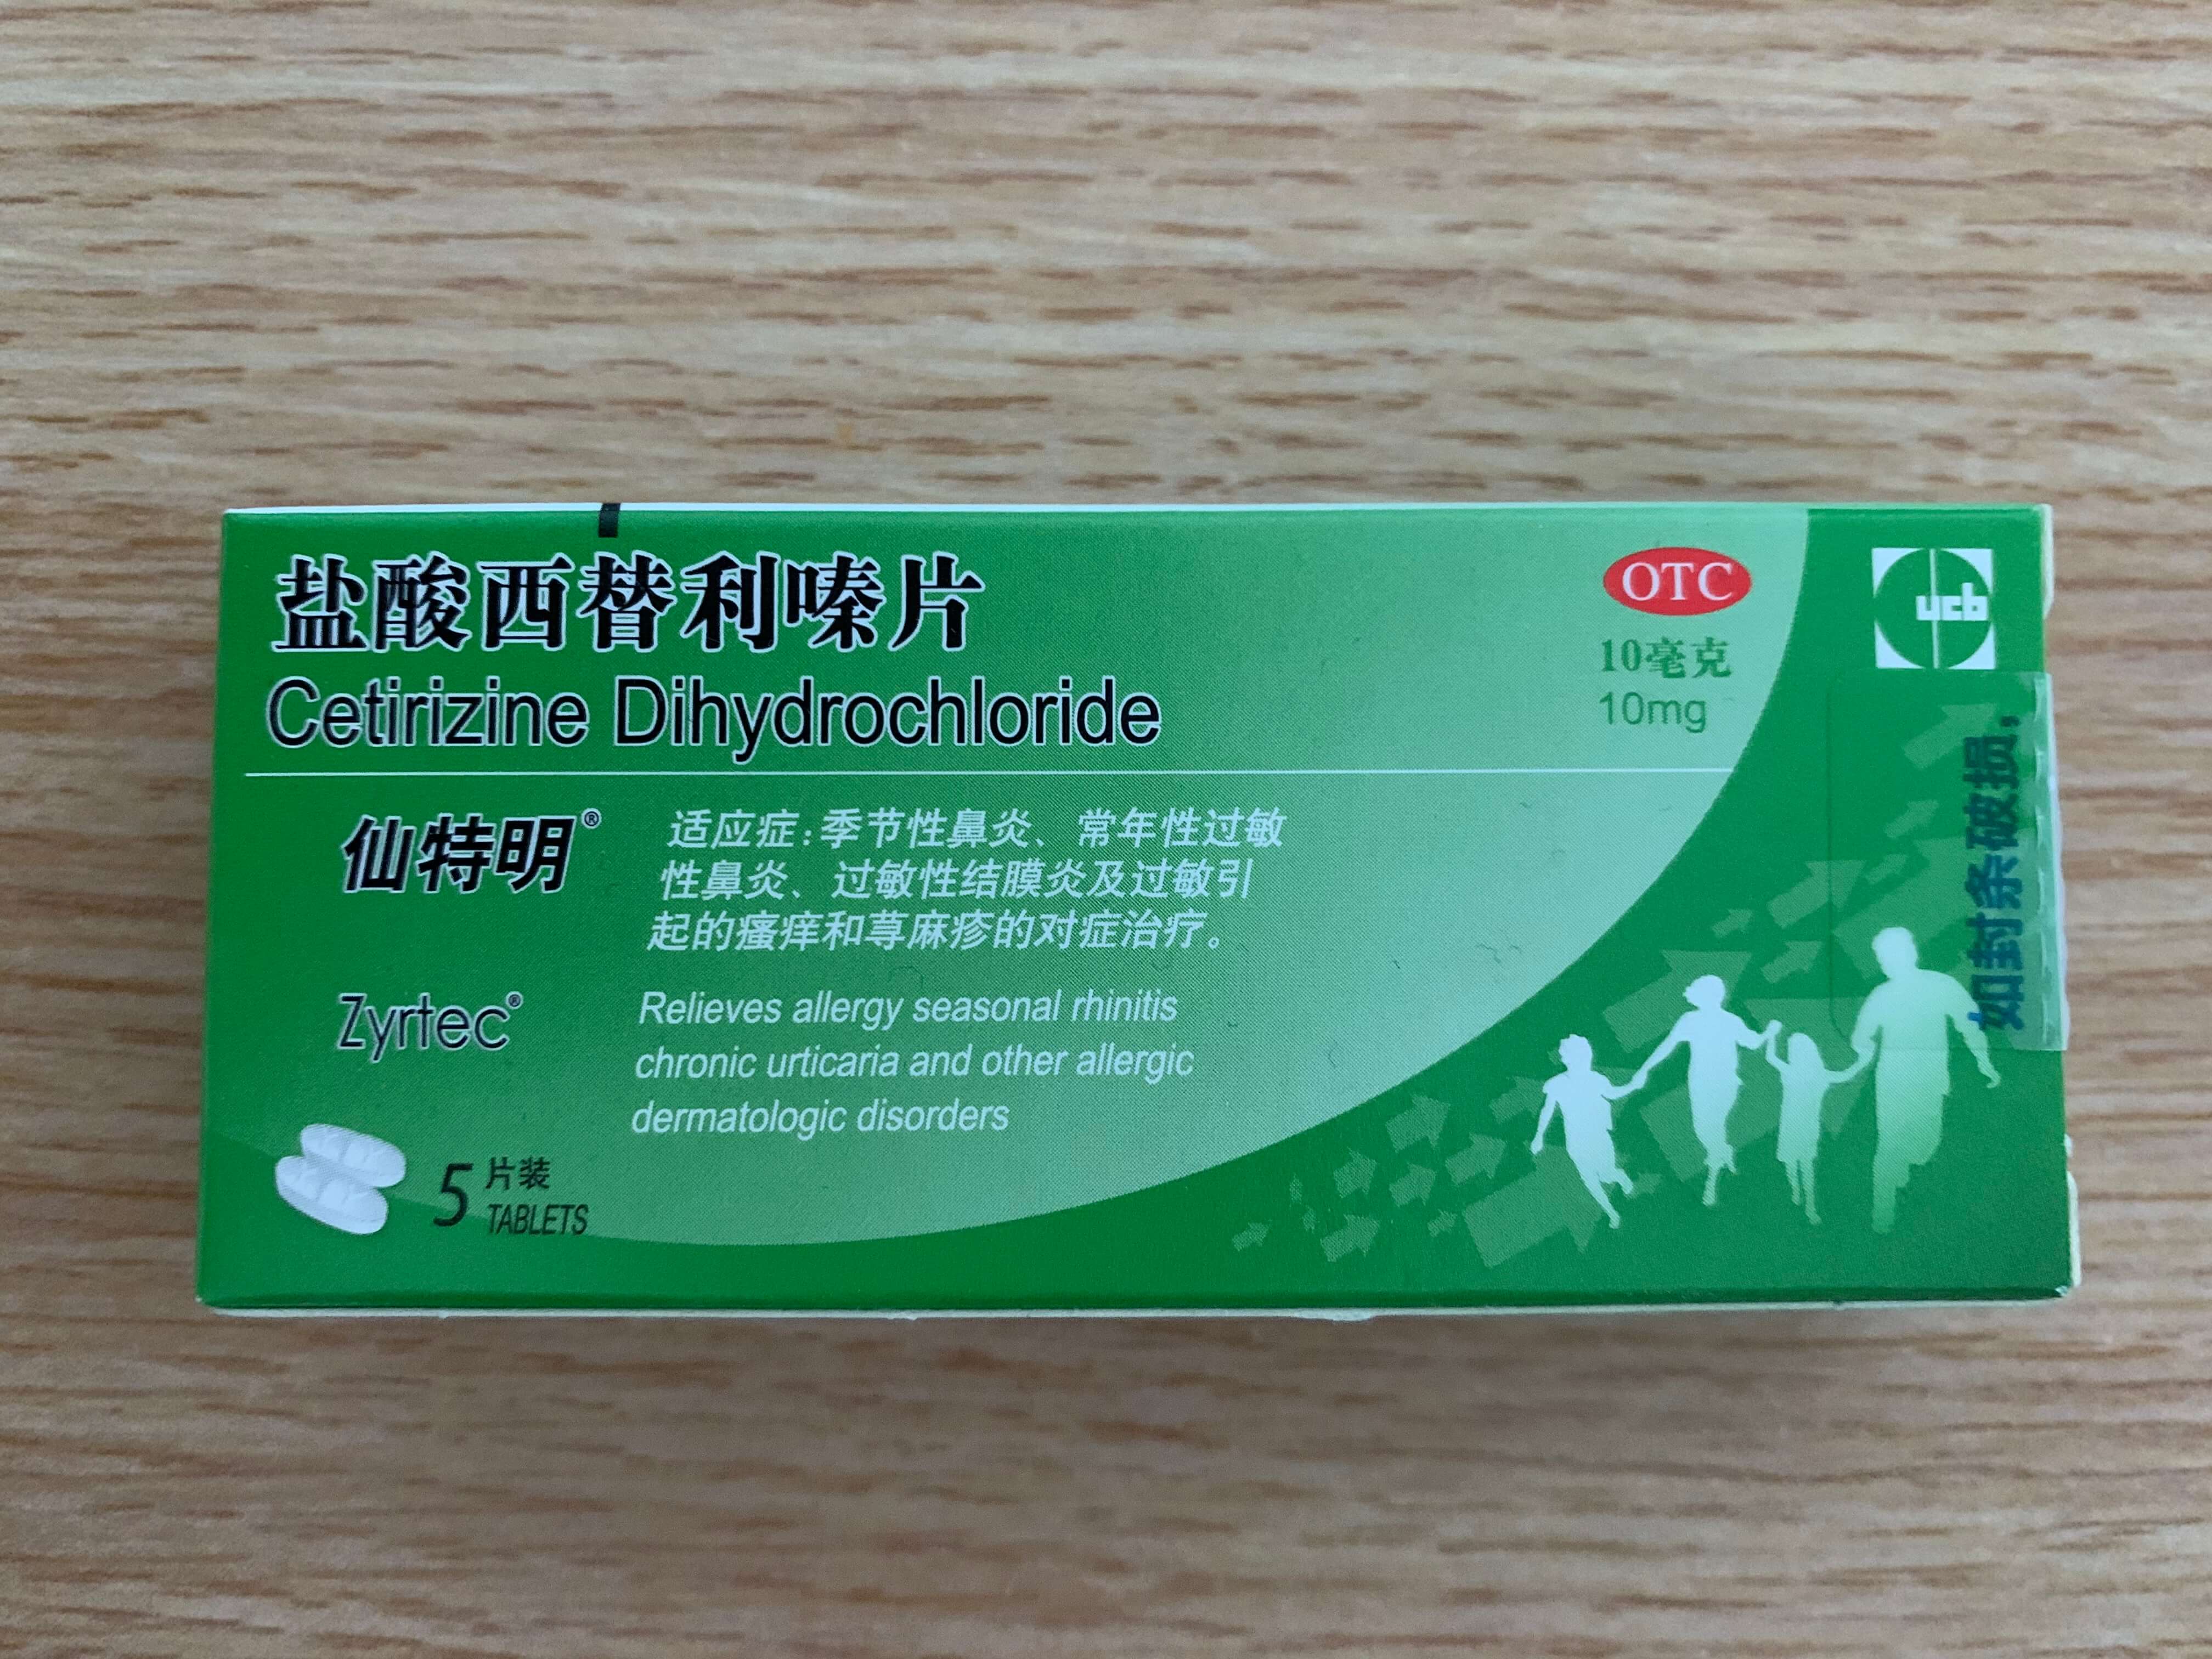 盐酸西替利嗪片
Cetirizine Dihydrochloride
OTC
10毫克
10mg
ucb
仙特明®
适应症:季节性鼻炎、常年性过敏
性鼻炎、过敏性结膜炎及过敏引
起的瘙痒和荨麻疹的对症治疗。
Zyrtec®
Relieves allergy seasonal rhinitis
chronic urticaria and other allergic
dermatologic disorders
5片装
TABLETS
如封条破损，